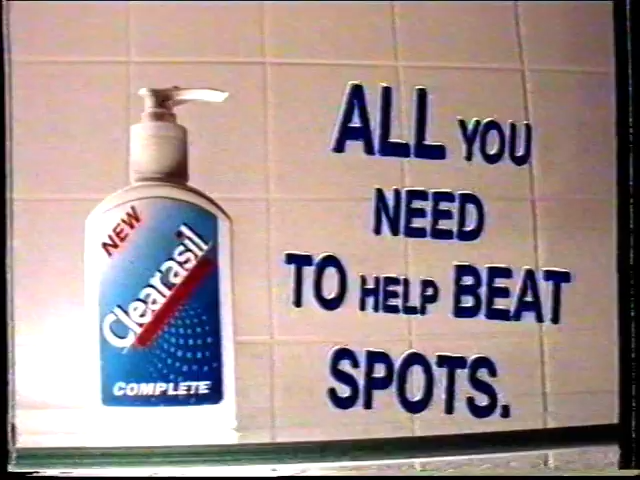 NEW
Clearasil
COMPLETE
ALL YOU
NEED
TO HELP BEAT
SPOTS.